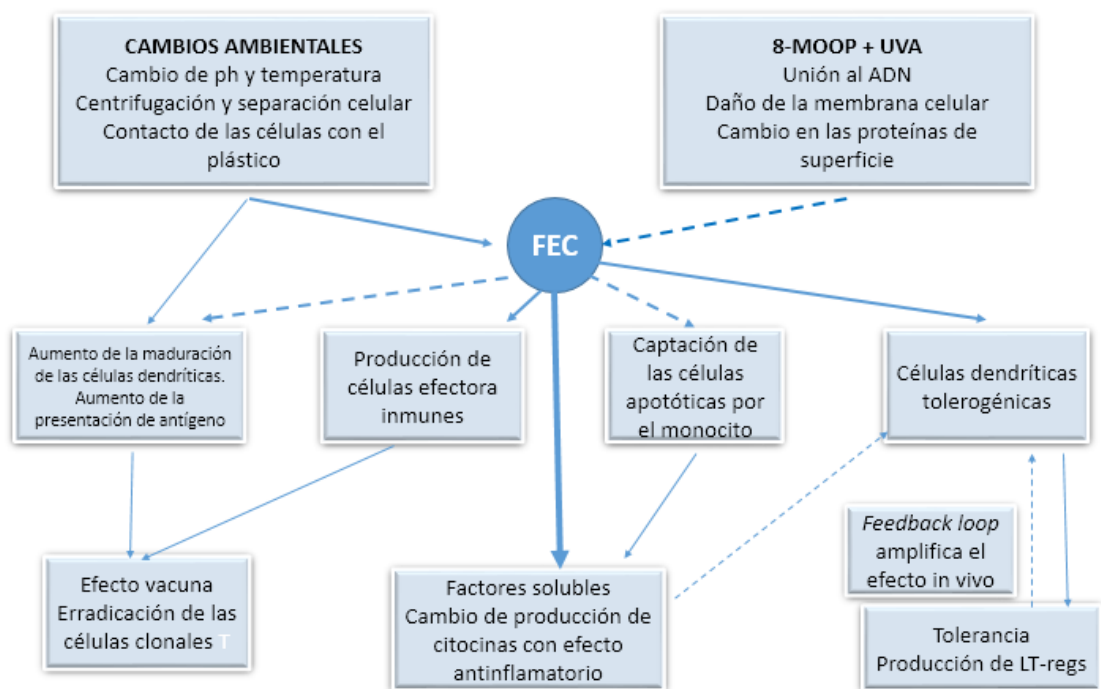 CAMBIOS AMBIENTALES
Cambio de ph y temperatura
Centrifugación y separación celular
Contacto de las células con el
plástico
8-MOOP + UVA
Unión al ADN
Daño de la membrana celular
Cambio en las proteínas de
superficie
FEC
Aumento de la maduración
de las células dendríticas.
Aumento de la
presentación de antígeno
Producción de
células efectora
inmunes
Captación de
las células
apotóticas por
el monocito
Células dendríticas
tolerogénicas
Feedback loop
amplifica el
efecto in vivo
Efecto vacuna
Erradicación de las
células clonales T
Factores solubles
Cambio de producción de
citocinas con efecto
antinflamatorio
Tolerancia
Producción de LT-regs